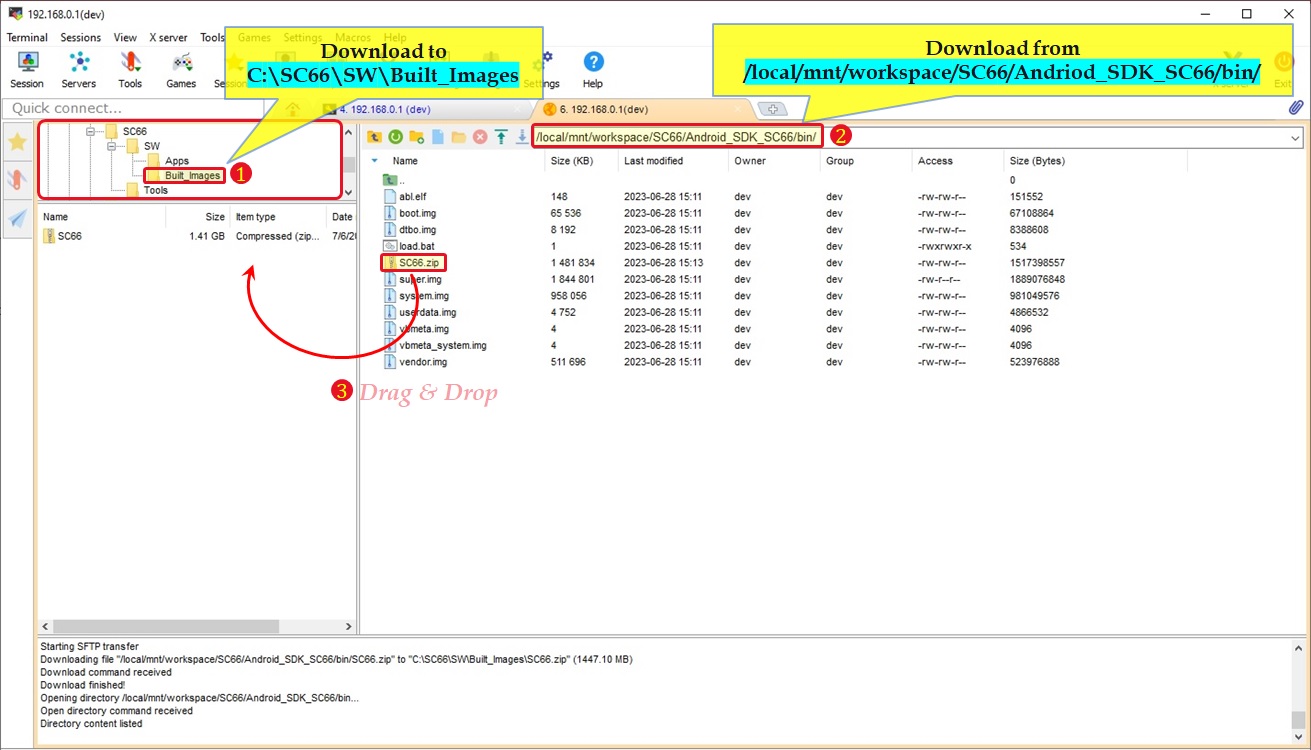 192.168.0.1(dev)
Terminal Sessions View X server Tools Games Settings Macros Help
Session Servers Tools Games Help
Quick connect...
4. 192.168.0.1 (dev)
6. 192.168.0.1(dev)
Download to
C:\SC66\SW\Built_Images
Download from
/local/mnt/workspace/SC66/Andriod_SDK_SC66/bin/
SC66
SW
Apps
Built_Images
Tools
1
/local/mnt/workspace/SC66/Android_SDK_SC66/bin/
2
Name Size Item type Date
SC66 1.41 GB Compressed (zip... 7/6/20
Name Size (KB) Last modified Owner Group Access Size (Bytes)
.. 0
abl.elf 148 2023-06-28 15:11 dev dev -rw-rw-r-- 151552
boot.img 65 536 2023-06-28 15:11 dev dev -rw-rw-r-- 67108864
dtbo.img 8 192 2023-06-28 15:11 dev dev -rw-rw-r-- 8388608
load.bat 1 2023-06-28 15:11 dev dev -rwxrwxr-x 534
SC66.zip 1 481 834 2023-06-28 15:13 dev dev -rw-rw-r-- 1517398557
super.img 1 844 801 2023-06-28 15:11 dev dev -rw-r--r-- 1889076848
system.img 958 056 2023-06-28 15:11 dev dev -rw-rw-r-- 981049576
userdata.img 4 752 2023-06-28 15:11 dev dev -rw-rw-r-- 4866532
vbmeta.img 4 2023-06-28 15:11 dev dev -rw-rw-r-- 4096
vbmeta_system.img 4 2023-06-28 15:11 dev dev -rw-rw-r-- 4096
vendor.img 511 696 2023-06-28 15:11 dev dev -rw-rw-r-- 523976888
3 Drag & Drop
Starting SFTP transfer
Downloading file "/local/mnt/workspace/SC66/Android_SDK_SC66/bin/SC66.zip" to "C:\SC66\SW\Built_Images\SC66.zip" (1447.10 MB)
Download command received
Download finished!
Opening directory /local/mnt/workspace/SC66/Android_SDK_SC66/bin...
Open directory command received
Directory content listed